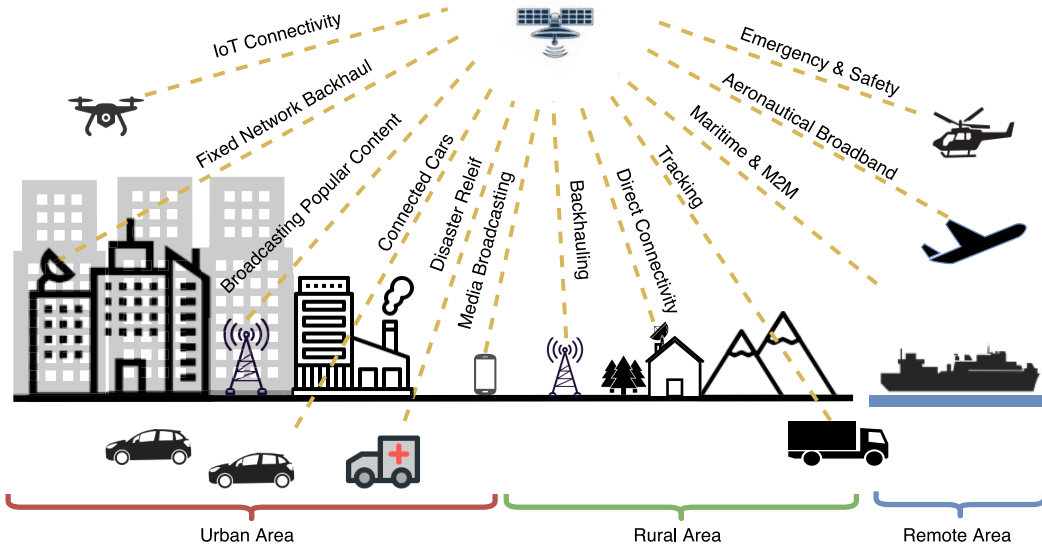 IoT Connectivity
Fixed Network Backhaul
Broadcasting Popular Content
Connected Cars
Disaster Releif
Media Broadcasting
Backhauling
Direct Connectivity
Tracking
Maritime & M2M
Aeronautical Broadband
Emergency & Safety
Urban Area
Rural Area
Remote Area